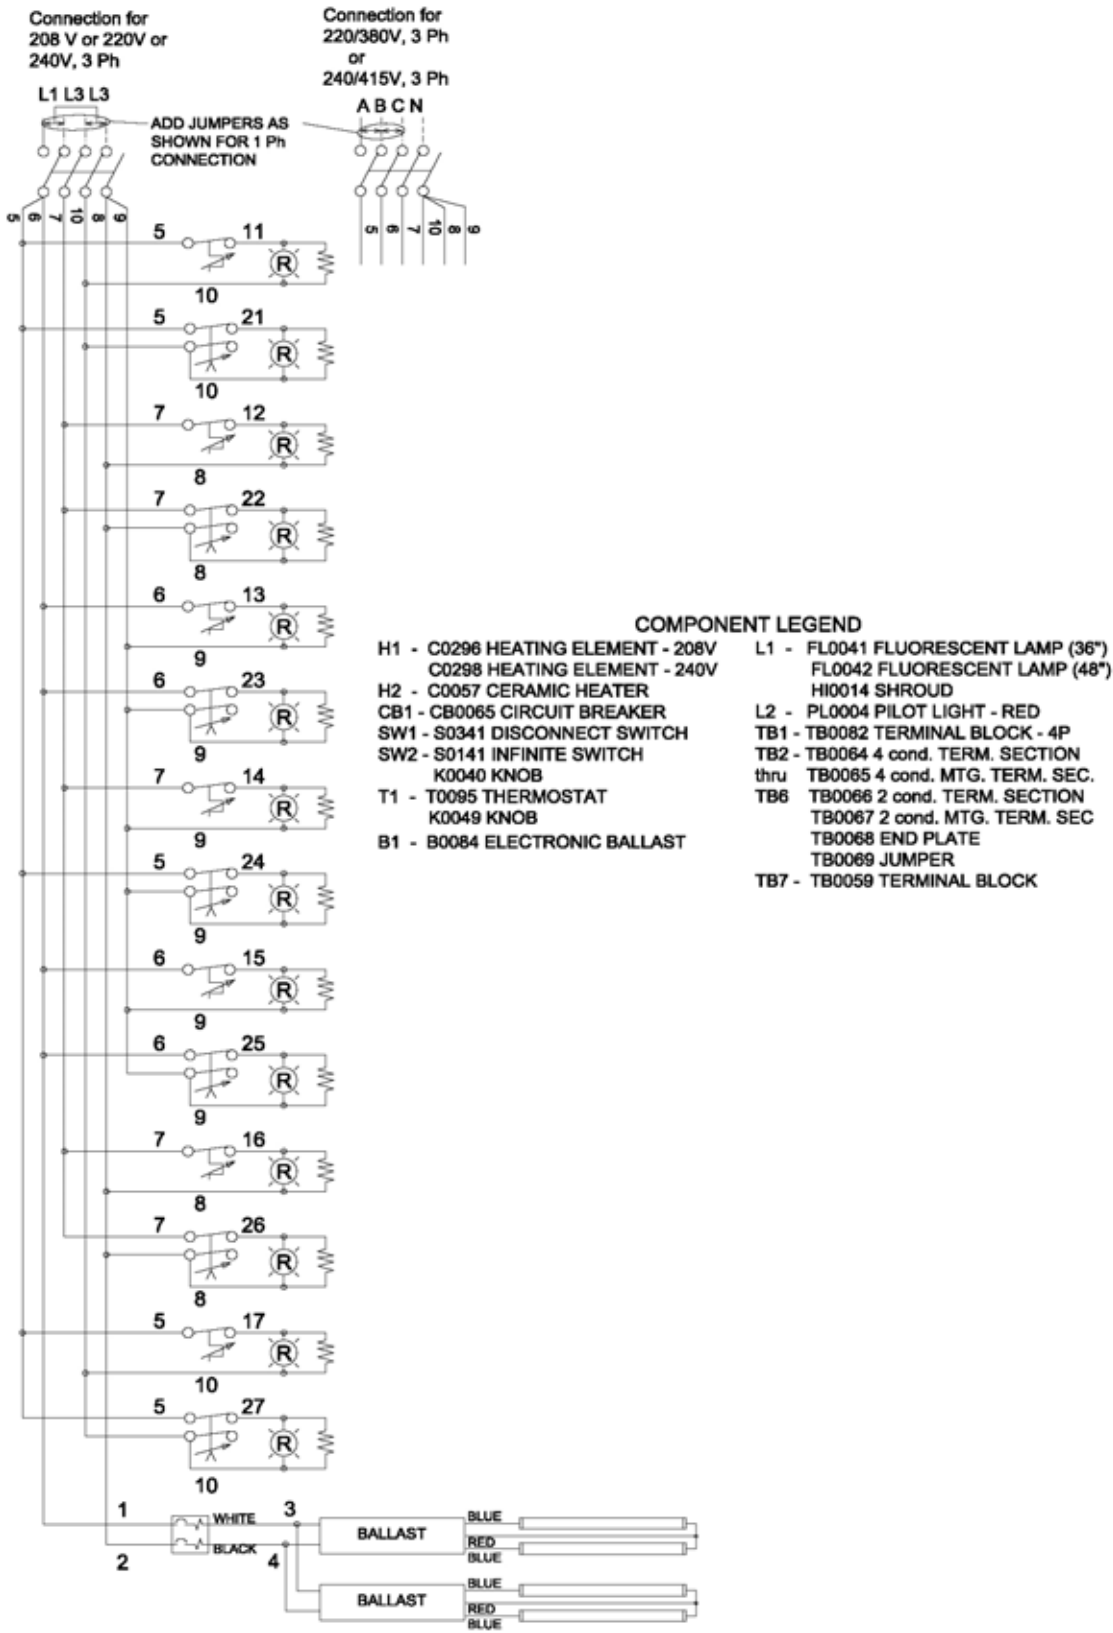 Connection for
208 V or 220V or
240V, 3 Ph
L1 L3 L3
Connection for
220/380V, 3 Ph
or
240/415V, 3 Ph
A B C N
ADD JUMPERS AS
SHOWN FOR 1 Ph
CONNECTION
5 6 7 10 8 9
5 6 7 10 8 9
5 11
R
10
5 21
R
10
7 12
R
8
7 22
R
8
6 13
R
9
6 23
R
9
7 14
R
9
5 24
R
9
6 15
R
9
6 25
R
9
7 16
R
8
7 26
R
8
5 17
R
10
5 27
R
10
COMPONENT LEGEND
H1 - C0296 HEATING ELEMENT - 208V
C0298 HEATING ELEMENT - 240V
H2 - C0057 CERAMIC HEATER
CB1 - CB0065 CIRCUIT BREAKER
SW1 - S0341 DISCONNECT SWITCH
SW2 - S0141 INFINITE SWITCH
K0040 KNOB
T1 - T0095 THERMOSTAT
K0049 KNOB
B1 - B0084 ELECTRONIC BALLAST
L1 - FL0041 FLUORESCENT LAMP (36")
FL0042 FLUORESCENT LAMP (48")
HI0014 SHROUD
L2 - PL0004 PILOT LIGHT - RED
TB1 - TB0082 TERMINAL BLOCK - 4P
TB2 - TB0064 4 cond. TERM. SECTION
thru TB0065 4 cond. MTG. TERM. SEC.
TB6 TB0066 2 cond. TERM. SECTION
TB0067 2 cond. MTG. TERM. SEC
TB0068 END PLATE
TB0069 JUMPER
TB7 - TB0059 TERMINAL BLOCK
1 WHITE 3
2 BLACK 4
BALLAST
BLUE
RED
BLUE
BALLAST
BLUE
RED
BLUE